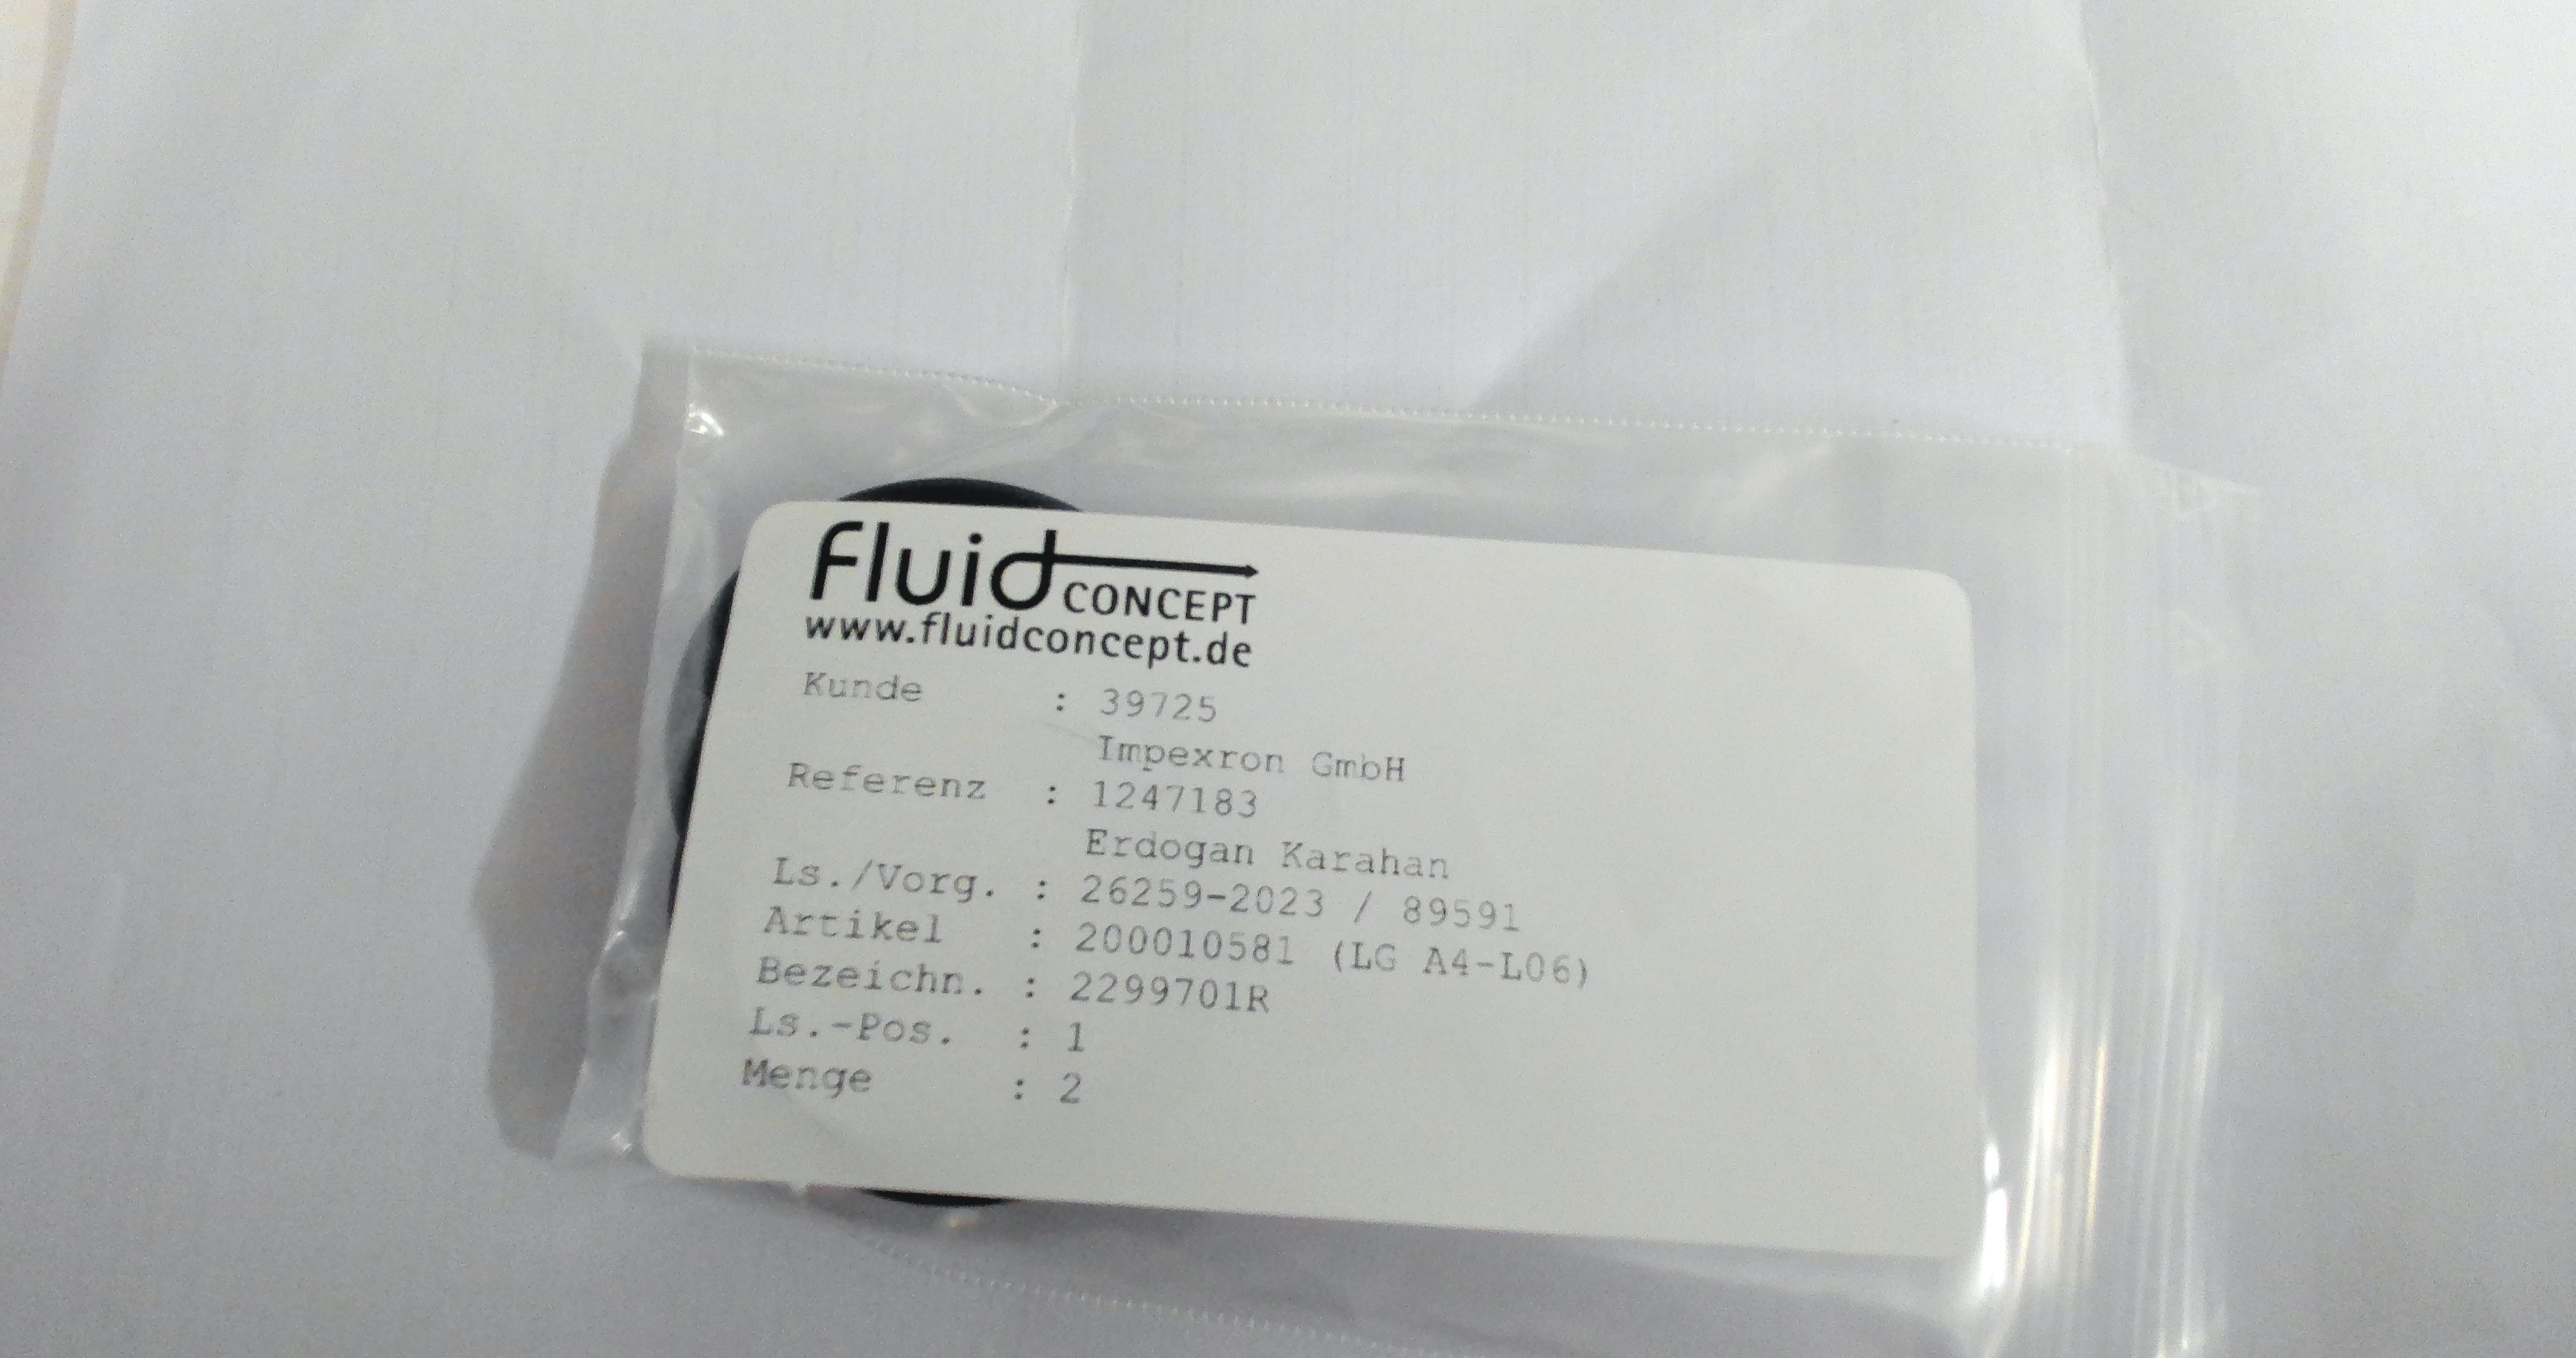 Fluid CONCEPT
www.fluidconcept.de
Kunde : 39725
Impexron GmbH
Referenz : 1247183
Erdogan Karahan
Ls./Vorg. : 26259-2023 / 89591
Artikel : 200010581 (LG A4-L06)
Bezeichn. : 2299701R
Ls.-Pos. : 1
Menge : 2